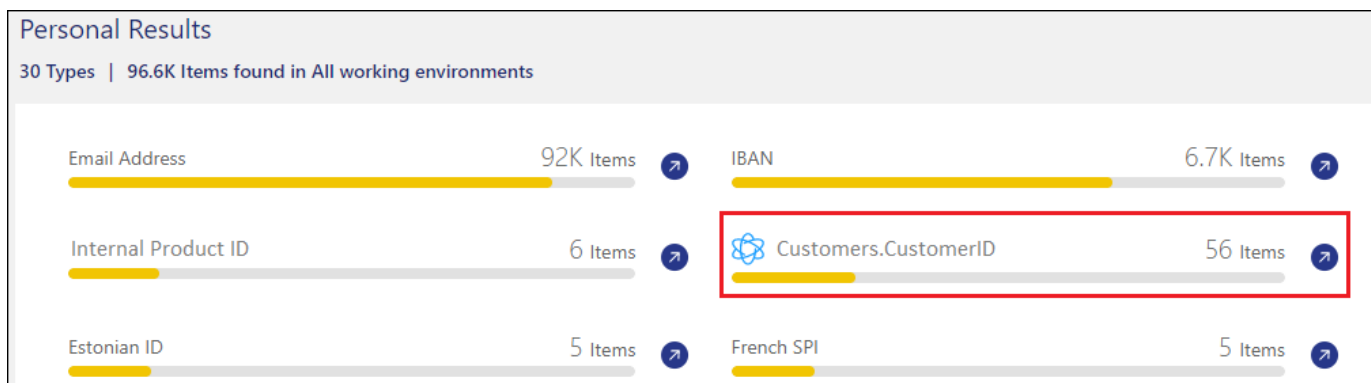 Personal Results
30 Types | 96.6K Items found in All working environments
Email Address 92K Items
IBAN 6.7K Items
Internal Product ID 6 Items
Customers.CustomerID 56 Items
Estonian ID 5 Items
French SPI 5 Items